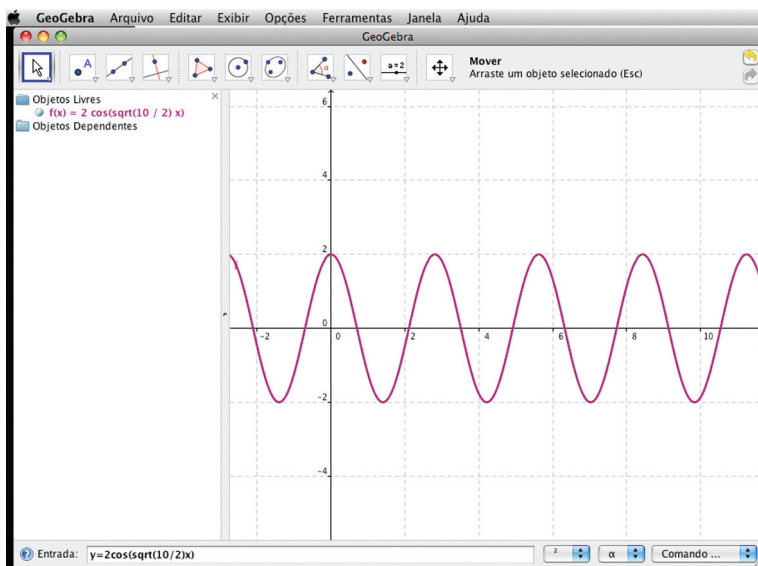 GeoGebra Arquivo Editar Exibir Opções Ferramentas Janela Ajuda
GeoGebra
A
α
a=2
Mover
Arraste um objeto selecionado (Esc)
Objetos Livres
f(x) = 2 cos(sqrt(10 / 2) x)
Objetos Dependentes
6
4
2
0
-2
-4
-2 0 2 4 6 8 10
f
Entrada: y=2cos(sqrt(10/2)x) 2 α Comando ...